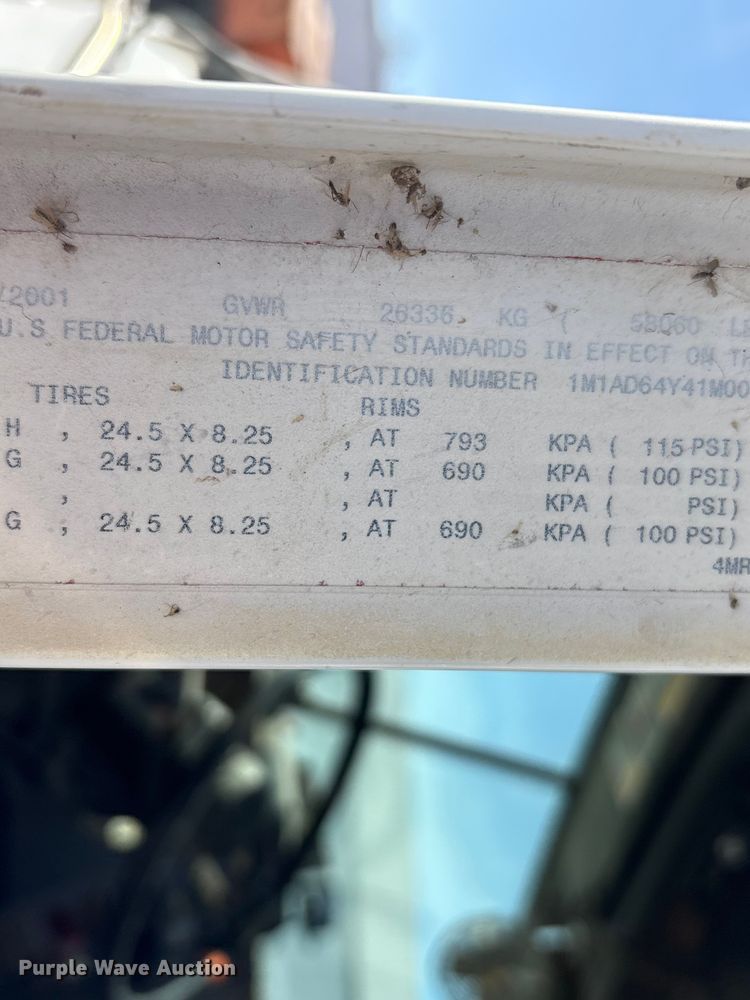 /2001 GVWR 26336 KG ( 58060
U.S FEDERAL MOTOR SAFETY STANDARDS IN EFFECT ON
IDENTIFICATION NUMBER 1M1AD64Y41M00
TIRES RIMS
H , 24.5 X 8.25 , AT 793 KPA ( 115 PSI)
G , 24.5 X 8.25 , AT 690 KPA ( 100 PSI)
, , AT KPA ( PSI)
G , 24.5 X 8.25 , AT 690 KPA ( 100 PSI)
4MR
Purple Wave Auction